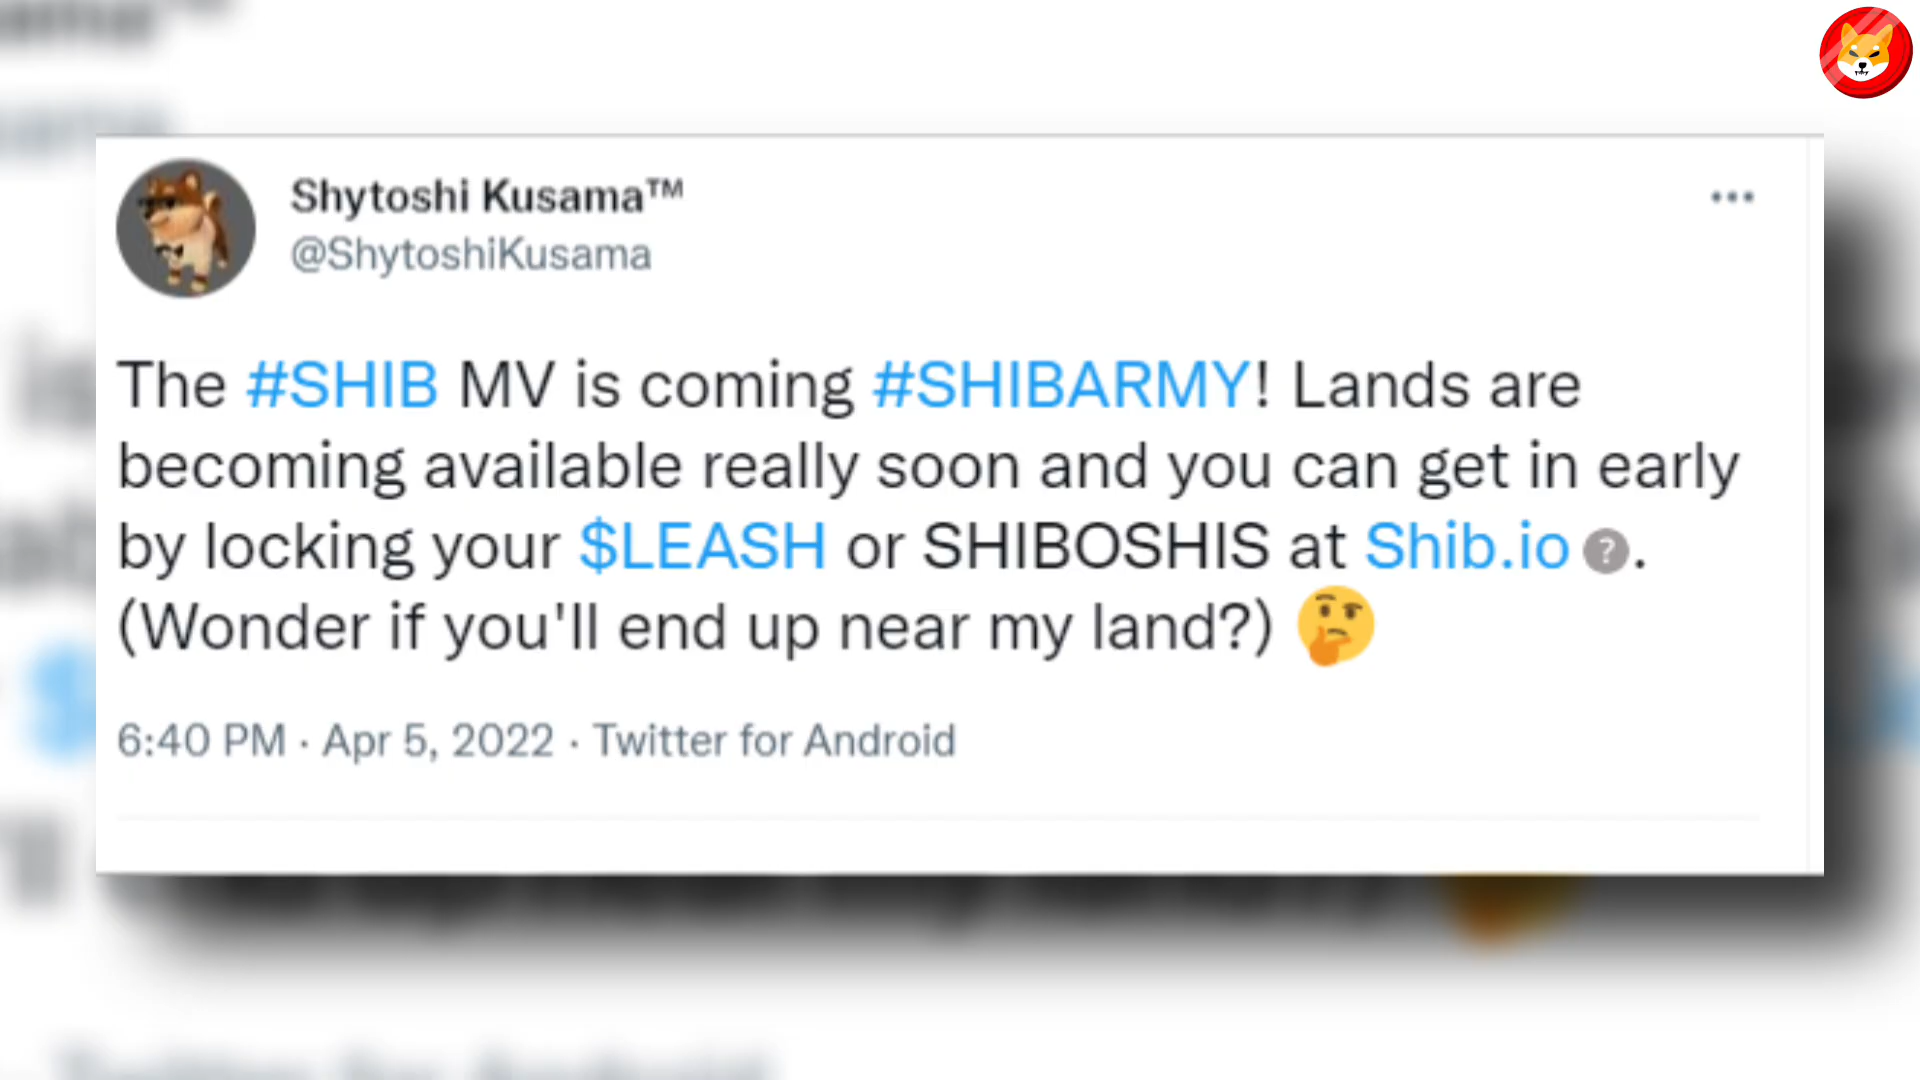 Shytoshi Kusama™
@ShytoshiKusama
The #SHIB MV is coming #SHIBARMY! Lands are
becoming available really soon and you can get in early
by locking your $LEASH or SHIBOSHIS at Shib.io ?.
(Wonder if you'll end up near my land?) 🤔
6:40 PM · Apr 5, 2022 · Twitter for Android